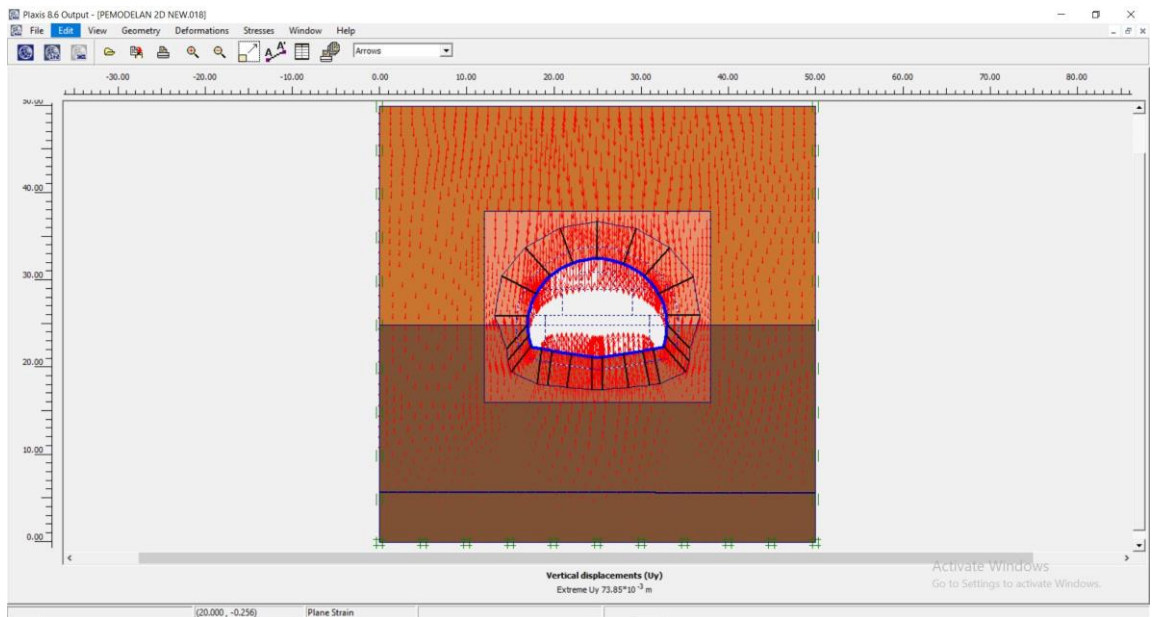 Plaxis 8.6 Output - [PEMODELAN 2D NEW.018]
File Edit View Geometry Deformations Stresses Window Help
Arrows
-30.00 -20.00 -10.00 0.00 10.00 20.00 30.00 40.00 50.00 60.00 70.00 80.00
50.00
40.00
30.00
20.00
10.00
0.00
Vertical displacements (Uy)
Extreme Uy 73.85*10-3 m
Activate Windows
Go to Settings to activate Windows.
(20.000 , -0.256) Plane Strain